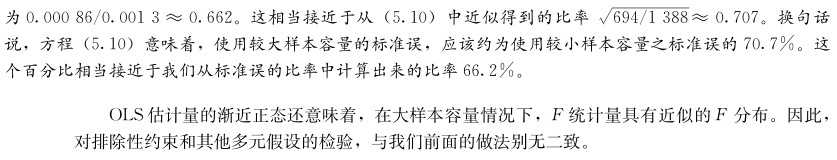 为 0.000 86/0.001 3 ≈ 0.662。这相当接近于从（5.10）中近似得到的比率 √694/1 388 ≈ 0.707。换句话
说，方程（5.10）意味着，使用较大样本容量的标准误，应该约为使用较小样本容量之标准误的 70.7%。这
个百分比相当接近于我们从标准误的比率中计算出来的比率 66.2%。
OLS 估计量的渐近正态还意味着，在大样本容量情况下，F 统计量具有近似的 F 分布。因此，
对排除性约束和其他多元假设的检验，与我们前面的做法别无二致。